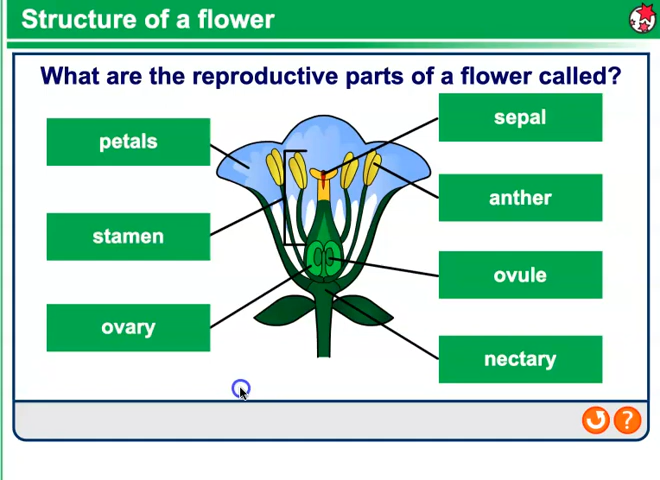 Structure of a flower
What are the reproductive parts of a flower called?
petals
stamen
ovary
sepal
anther
ovule
nectary
?